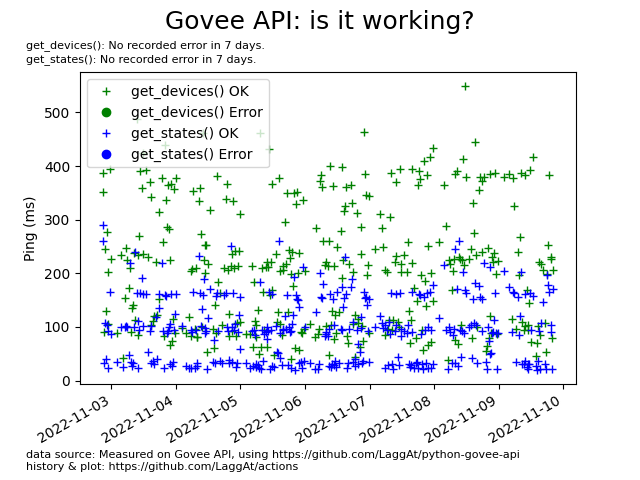 Govee API: is it working?
get_devices(): No recorded error in 7 days.
get_states(): No recorded error in 7 days.
get_devices() OK
get_devices() Error
get_states() OK
get_states() Error
Ping (ms)
500
400
300
200
100
0
2022-11-03
2022-11-04
2022-11-05
2022-11-06
2022-11-07
2022-11-08
2022-11-09
2022-11-10
data source: Measured on Govee API, using https://github.com/LaggAt/python-govee-api
history & plot: https://github.com/LaggAt/actions